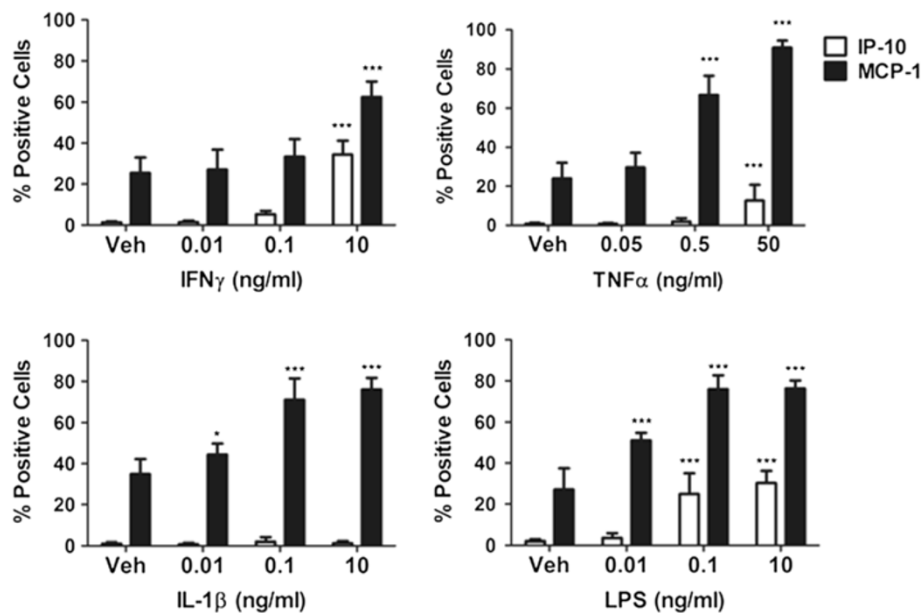 % Positive Cells
100
80
60
40
20
0
***
***
Veh 0.01 0.1 10
IFNγ (ng/ml)
% Positive Cells
100
80
60
40
20
0
***
***
***
Veh 0.05 0.5 50
TNFα (ng/ml)
IP-10
MCP-1
% Positive Cells
100
80
60
40
20
0
*
***
***
Veh 0.01 0.1 10
IL-1β (ng/ml)
% Positive Cells
100
80
60
40
20
0
***
***
***
***
***
Veh 0.01 0.1 10
LPS (ng/ml)